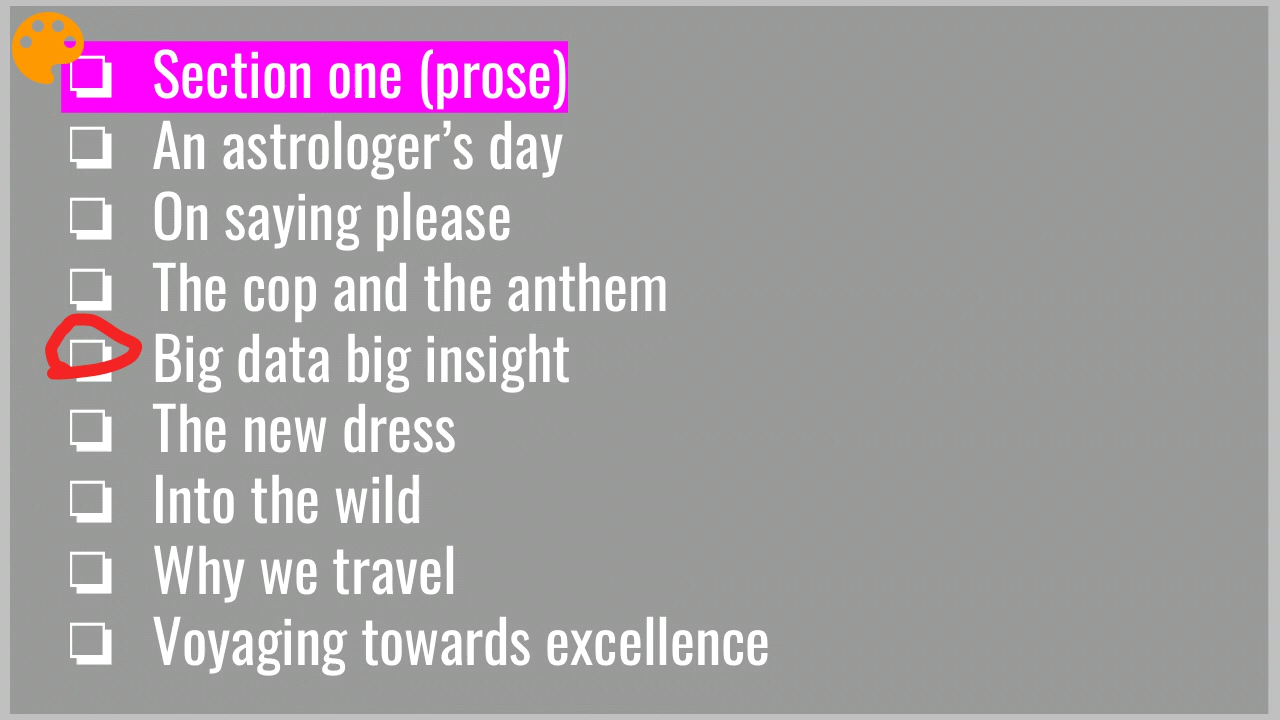 Section one (prose)
An astrologer’s day
On saying please
The cop and the anthem
Big data big insight
The new dress
Into the wild
Why we travel
Voyaging towards excellence